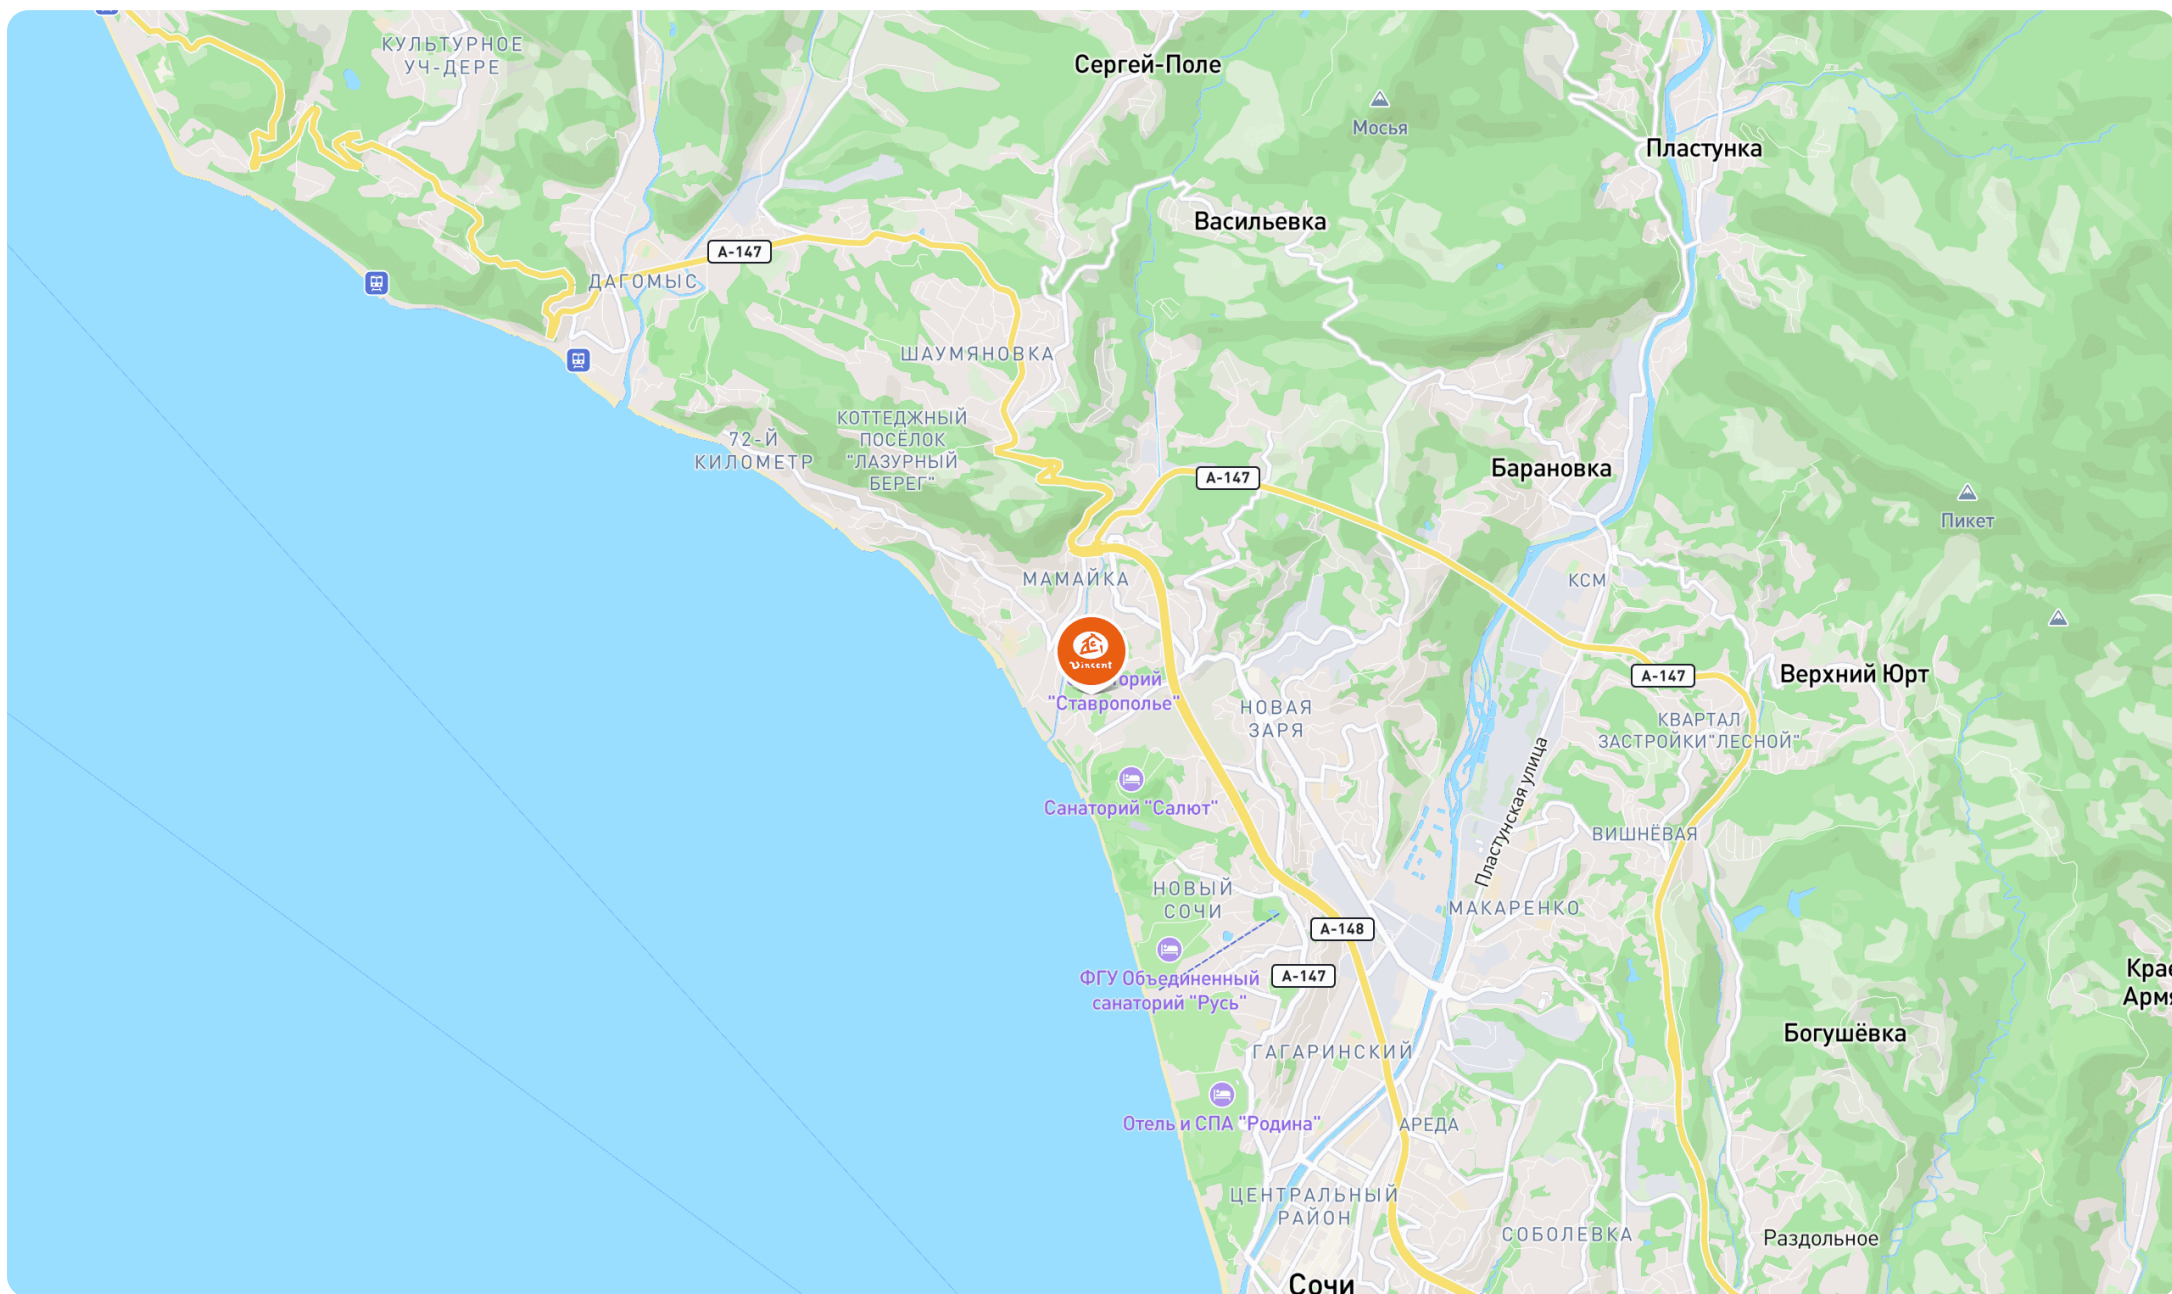 КУЛЬТУРНОЕ
УЧ-ДЕРЕ
Сергей-Поле
Мосья
Пластунка
Васильевка
А-147
ДАГОМЫС
ШАУМЯНОВКА
КОТТЕДЖНЫЙ
ПОСЁЛОК
"ЛАЗУРНЫЙ
БЕРЕГ"
72-Й
КИЛОМЕТР
А-147
Барановка
Пикет
МАМАЙКА
КСМ
Vincent
"Ставрополье"
А-147
Верхний Юрт
НОВАЯ
ЗАРЯ
КВАРТАЛ
ЗАСТРОЙКИ"ЛЕСНОЙ"
Пластунская улица
Санаторий "Салют"
ВИШНЁВАЯ
НОВЫЙ
СОЧИ
МАКАРЕНКО
А-148
ФГУ Объединенный
санаторий "Русь"
А-147
Крае
Армя
Богушёвка
ГАГАРИНСКИЙ
Отель и СПА "Родина"
АРЕДА
ЦЕНТРАЛЬНЫЙ
РАЙОН
СОБОЛЕВКА
Раздольное
Сочи